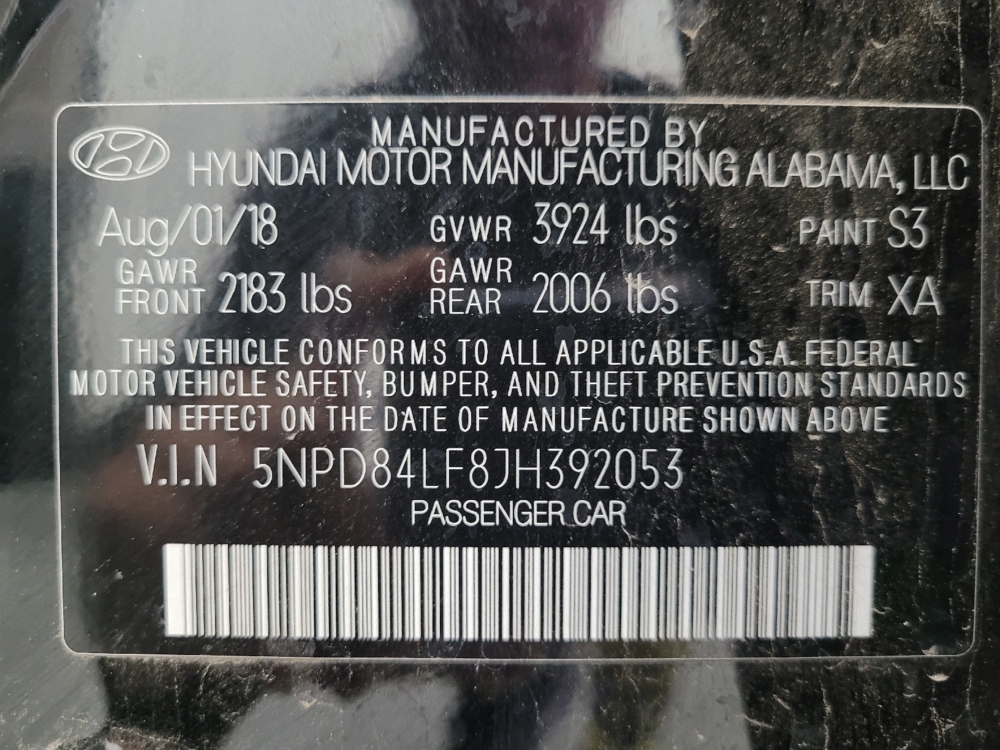 MANUFACTURED BY
HYUNDAI MOTOR MANUFACTURING ALABAMA, LLC
Aug/01/18 GVWR 3924 lbs PAINT S3
GAWR FRONT 2183 lbs GAWR REAR 2006 lbs TRIM XA
THIS VEHICLE CONFORMS TO ALL APPLICABLE U.S.A. FEDERAL
MOTOR VEHICLE SAFETY, BUMPER, AND THEFT PREVENTION STANDARDS
IN EFFECT ON THE DATE OF MANUFACTURE SHOWN ABOVE
V.I.N 5NPD84LF8JH392053
PASSENGER CAR